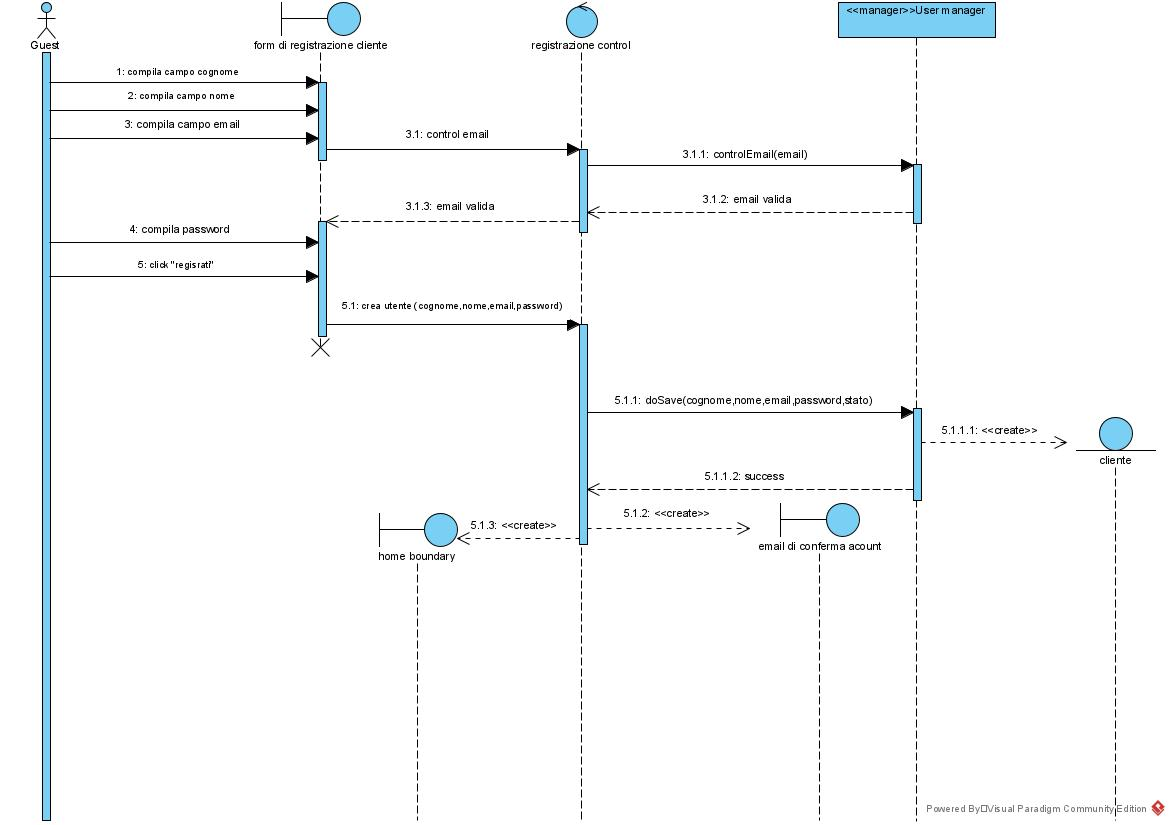 <<manager>>User manager
Guest
form di registrazione cliente
registrazione control
1: compila campo cognome
2: compila campo nome
3: compila campo email
3.1: control email
3.1.1: controlEmail(email)
3.1.2: email valida
3.1.3: email valida
4: compila password
5: click "regisrati"
5.1: crea utente (cognome,nome,email,password)
5.1.1: doSave(cognome,nome,email,password,stato)
5.1.1.1: <<create>>
cliente
5.1.1.2: success
5.1.2: <<create>>
5.1.3: <<create>>
email di conferma acount
home boundary
Powered By Visual Paradigm Community Edition